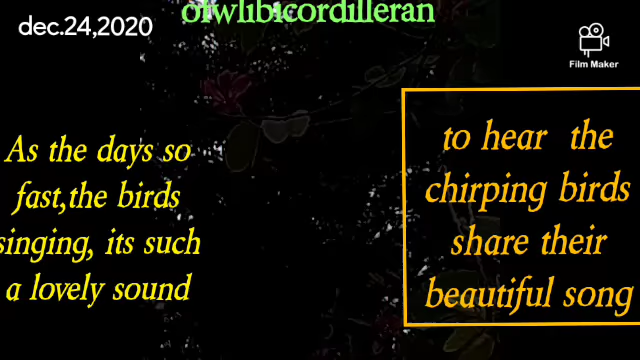 ofwlibicordilleran
dec.24,2020
Film Maker
As the days so
fast,the birds
singing, its such
a lovely sound
to hear the
chirping birds
share their
beautiful song